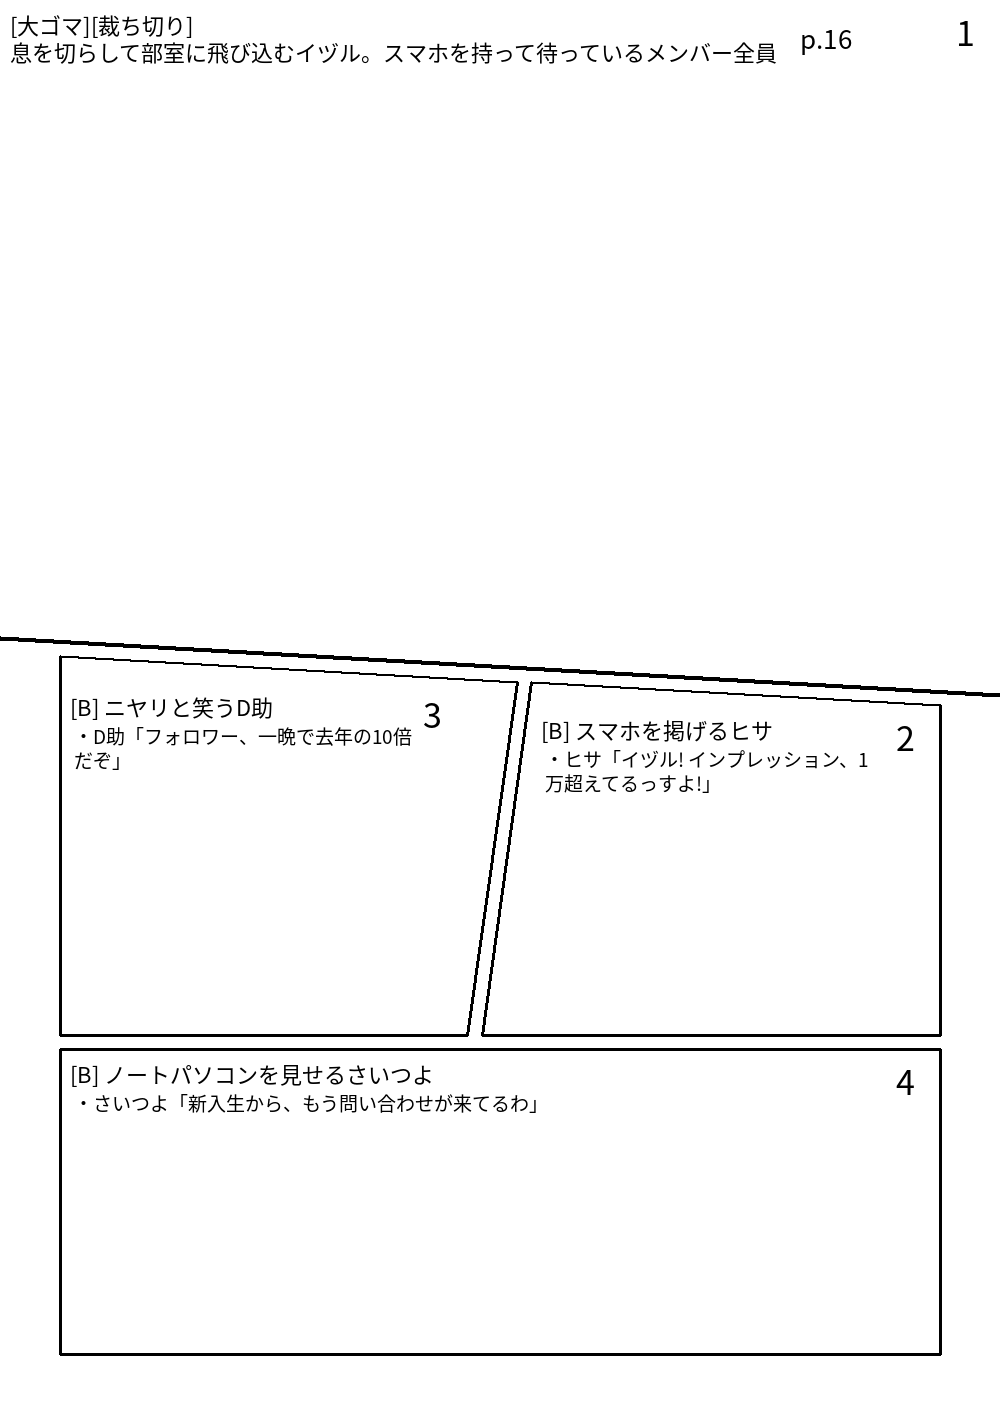 [大ゴマ][裁ち切り]
息を切らして部室に飛び込むイヅル。スマホを持って待っているメンバー全員
p.16
1
[B] スマホを掲げるヒサ
2
・ヒサ「イヅル! インプレッション、1
万超えてるっすよ!」
[B] ニヤリと笑うD助
3
・D助「フォロワー、一晩で去年の10倍
だぞ」
[B] ノートパソコンを見せるさいつよ
4
・さいつよ「新入生から、もう問い合わせが来てるわ」